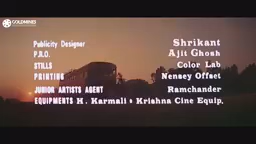 GOLDMINES
Publicity Designer Shrikant
P.R.O. Ajit Ghosh
STILLS Color Lab
PRINTING Nensey Offset
JUNIOR ARTISTS AGENT Ramchander
EQUIPMENTS H. Karmali & Krishna Cine Equip.